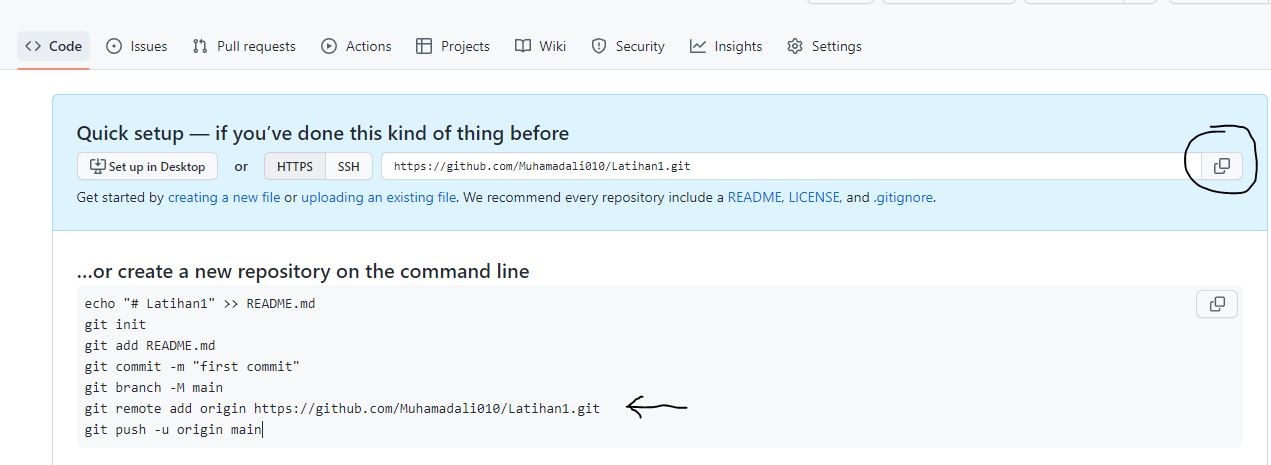 Code Issues Pull requests Actions Projects Wiki Security Insights Settings
Quick setup — if you’ve done this kind of thing before
Set up in Desktop or HTTPS SSH https://github.com/Muhamadali010/Latihan1.git
Get started by creating a new file or uploading an existing file. We recommend every repository include a README, LICENSE, and .gitignore.
...or create a new repository on the command line
echo "# Latihan1" >> README.md
git init
git add README.md
git commit -m "first commit"
git branch -M main
git remote add origin https://github.com/Muhamadali010/Latihan1.git
git push -u origin main